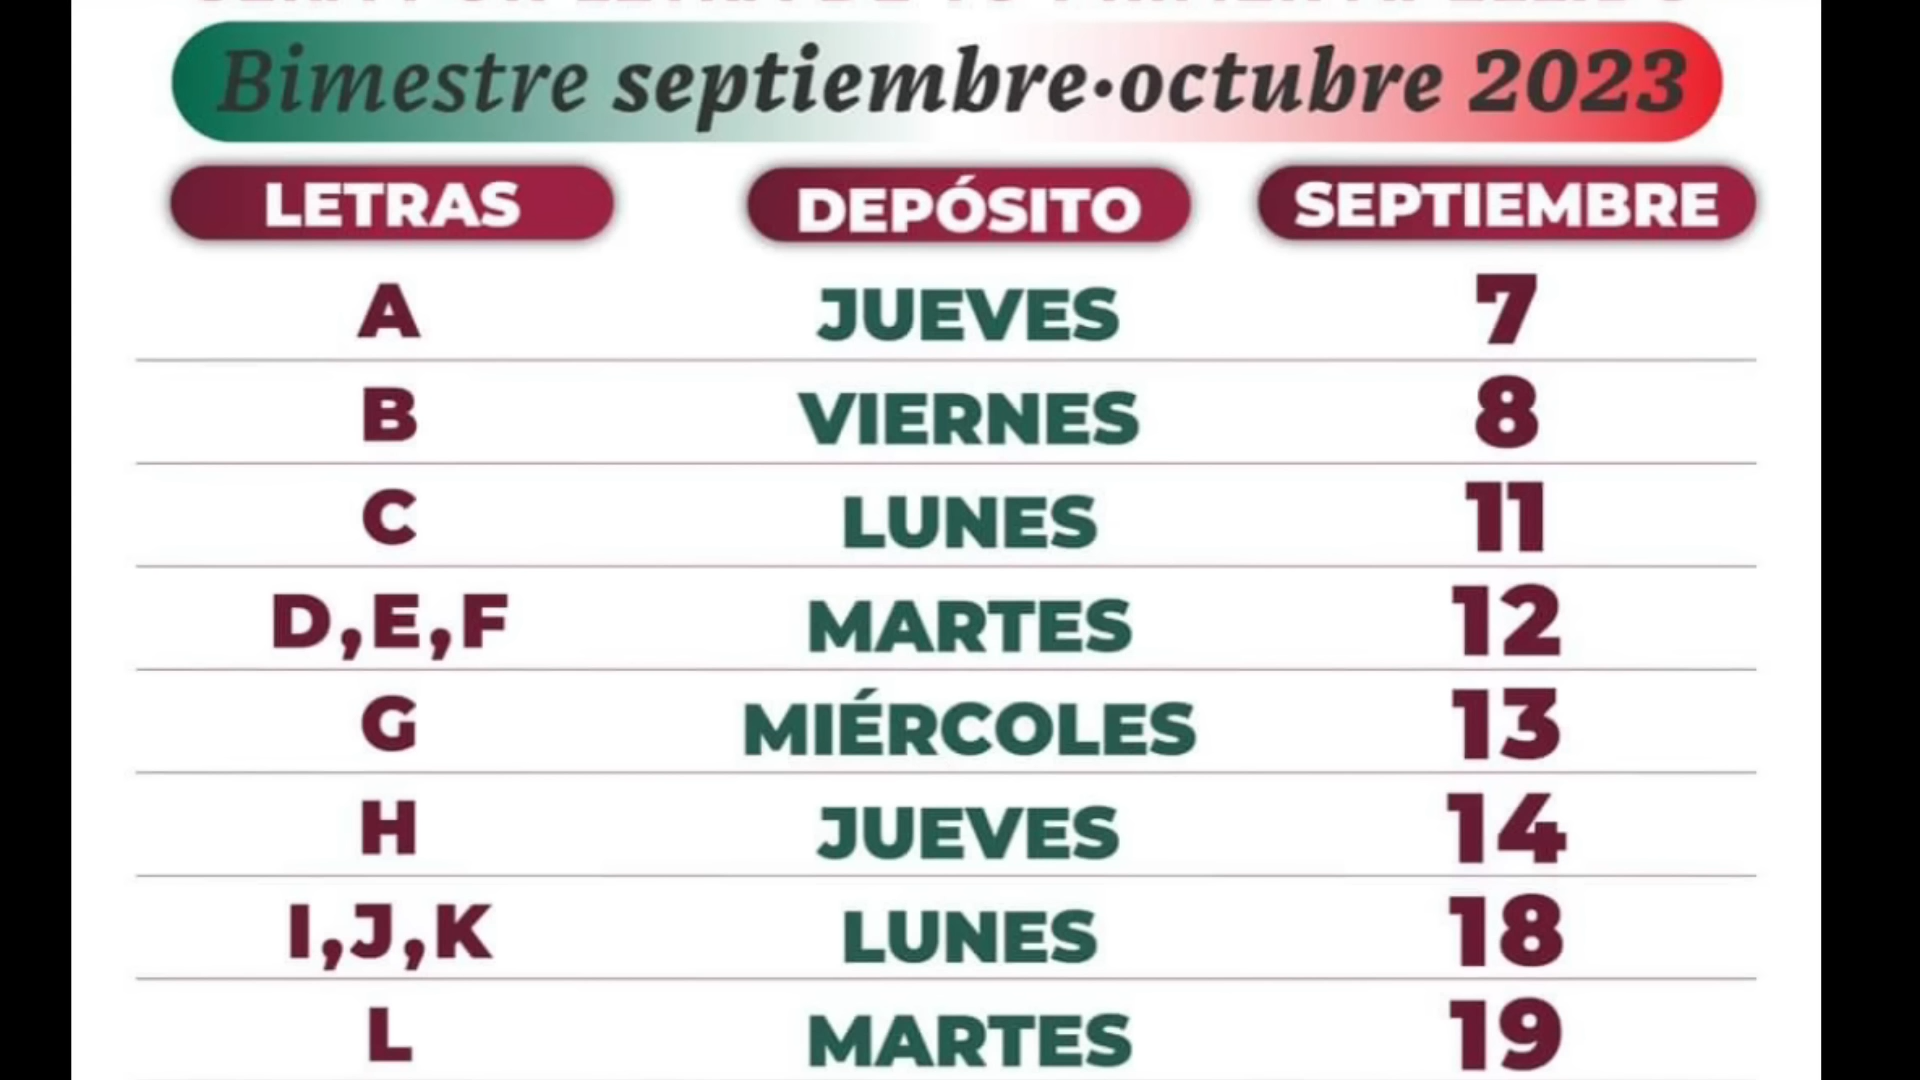 Bimestre septiembre·octubre 2023
LETRAS DEPÓSITO SEPTIEMBRE
A JUEVES 7
B VIERNES 8
C LUNES 11
D,E,F MARTES 12
G MIÉRCOLES 13
H JUEVES 14
I,J,K LUNES 18
L MARTES 19